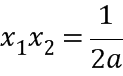 x₁x₂ = 1/2a